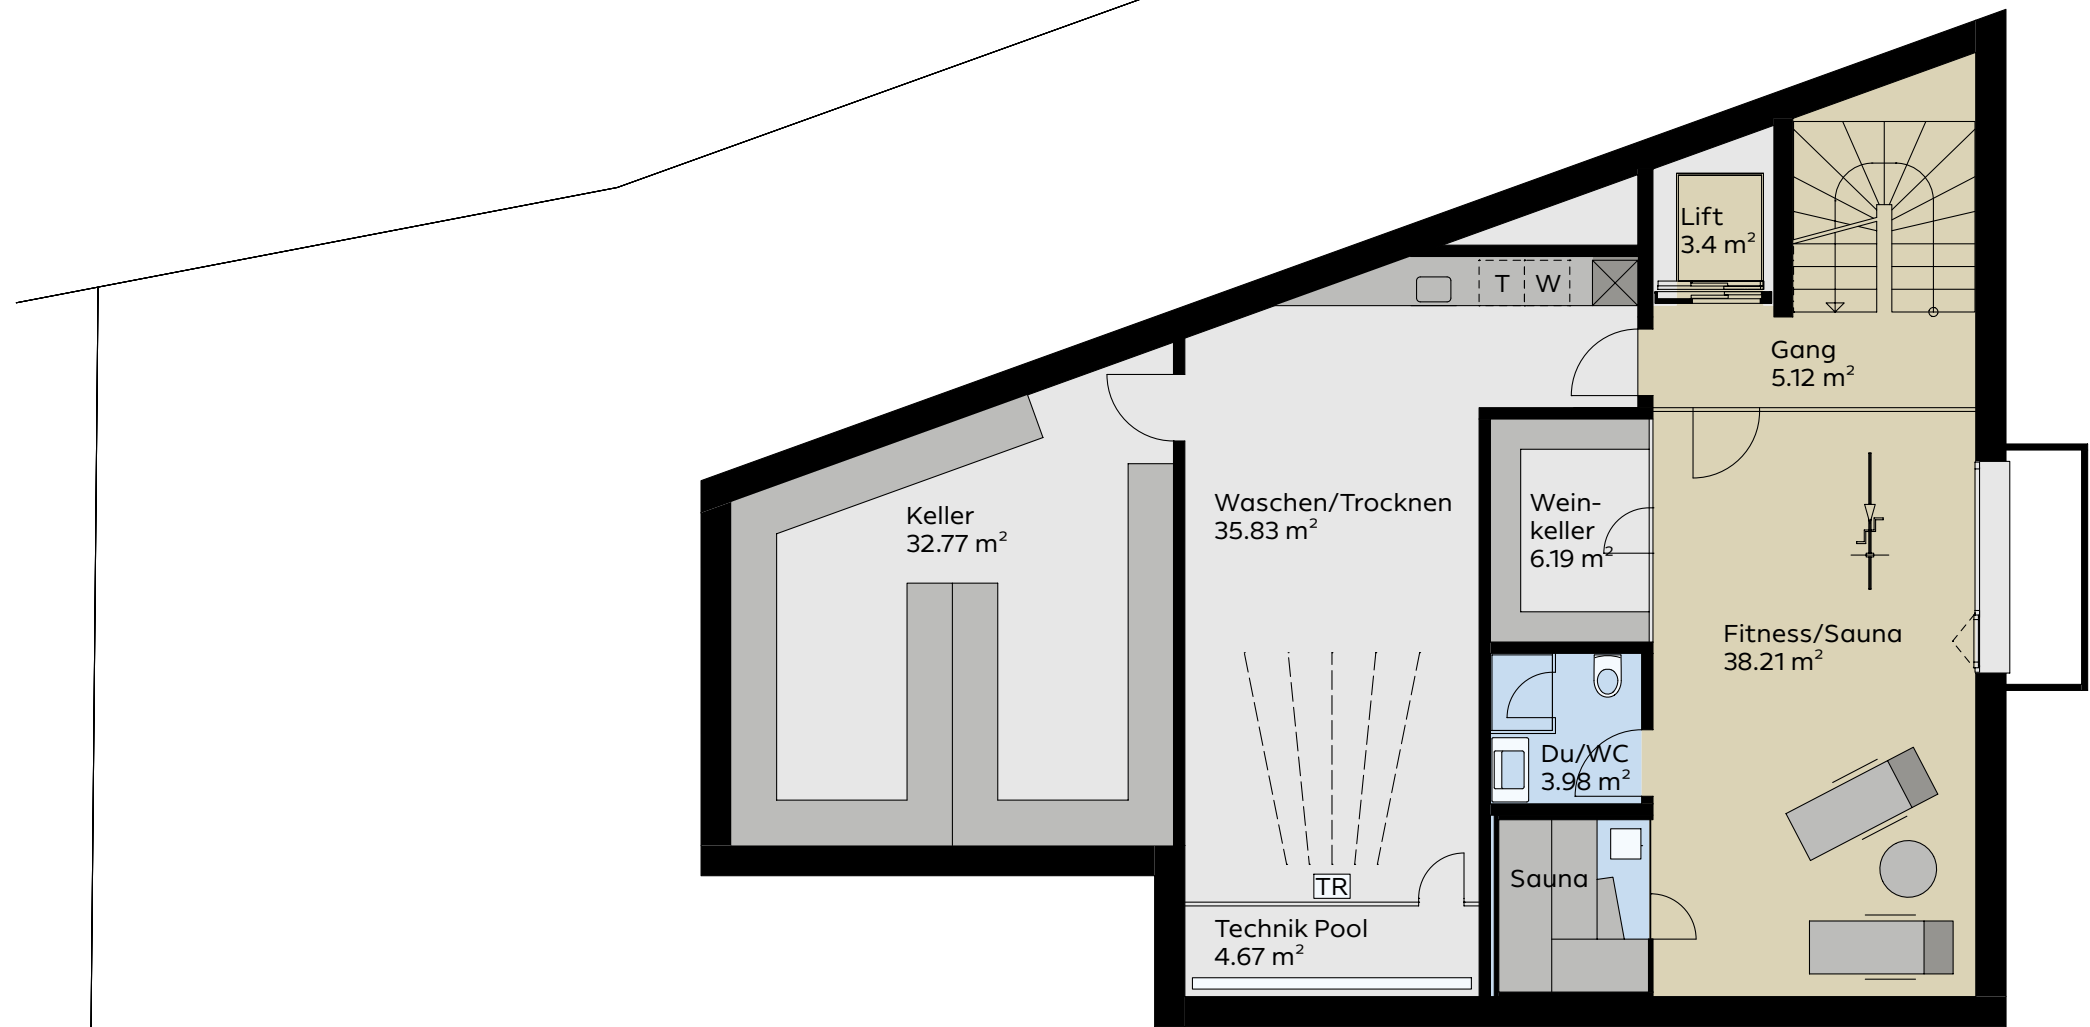 Lift
3.4 m²
T W
Gang
5.12 m²
Keller
32.77 m²
Waschen/Trocknen
35.83 m²
Wein-
keller
6.19 m²
Fitness/Sauna
38.21 m²
Du/WC
3.98 m²
TR
Sauna
Technik Pool
4.67 m²